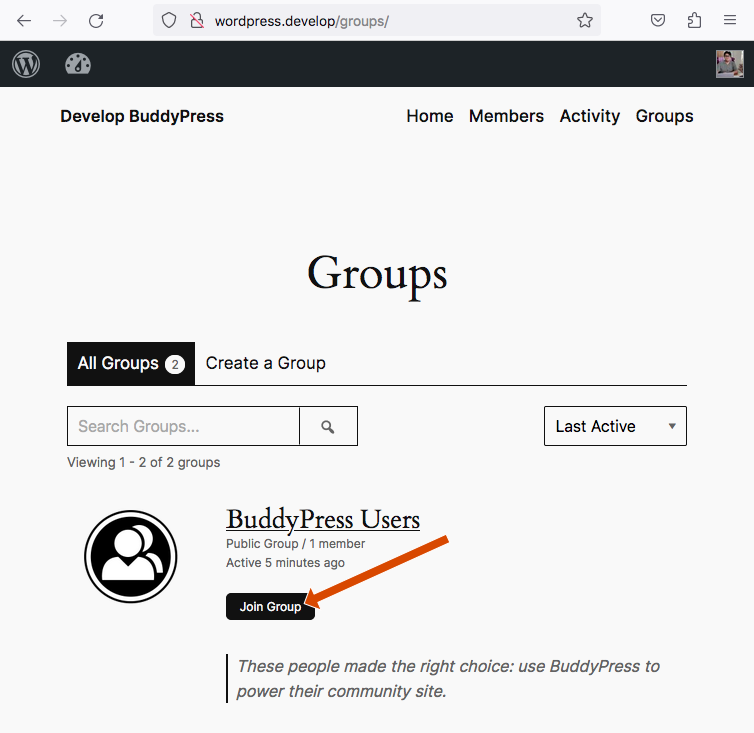 wordpress.develop/groups/
Develop BuddyPress
Home Members Activity Groups
Groups
All Groups 2 Create a Group
Search Groups...
Last Active
Viewing 1 - 2 of 2 groups
BuddyPress Users
Public Group / 1 member
Active 5 minutes ago
Join Group
These people made the right choice: use BuddyPress to
power their community site.